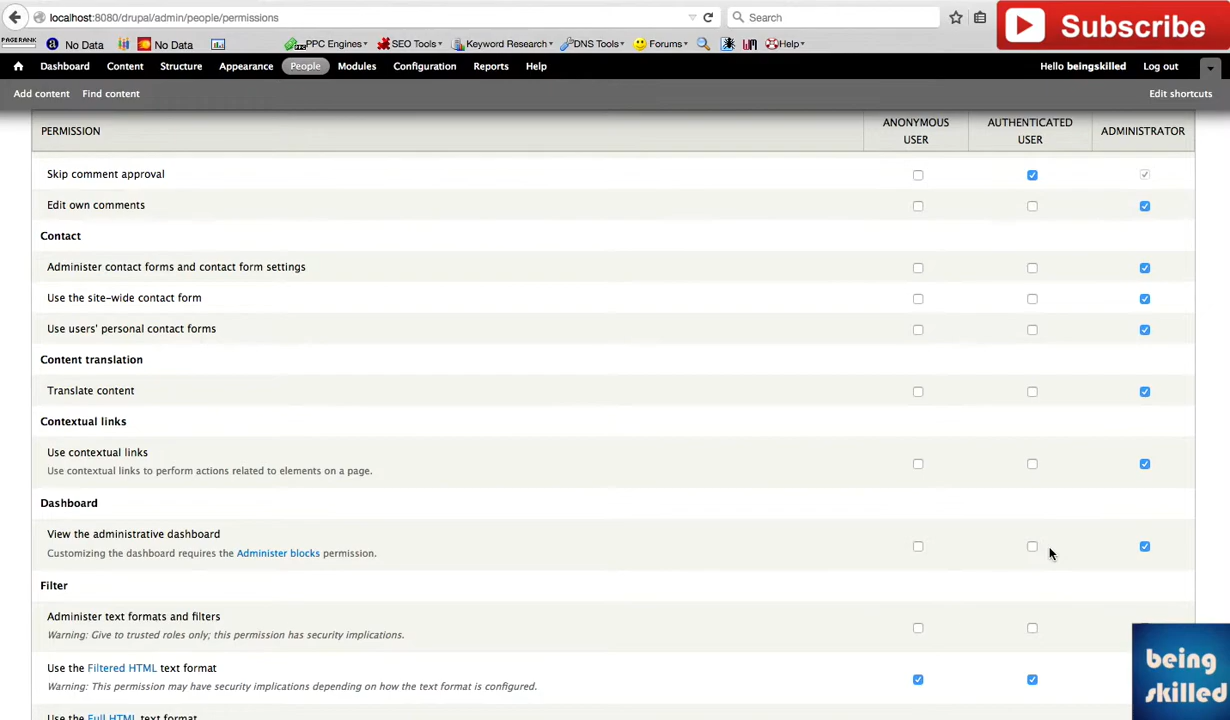 localhost:8080/drupal/admin/people/permissions
Search
Subscribe
PAGERANK No Data No Data PPC Engines SEO Tools Keyword Research DNS Tools Forums Help
Dashboard Content Structure Appearance People Modules Configuration Reports Help Hello beingskilled Log out
Add content Find content Edit shortcuts
PERMISSION ANONYMOUS USER AUTHENTICATED USER ADMINISTRATOR
Skip comment approval
Edit own comments
Contact
Administer contact forms and contact form settings
Use the site-wide contact form
Use users' personal contact forms
Content translation
Translate content
Contextual links
Use contextual links
Use contextual links to perform actions related to elements on a page.
Dashboard
View the administrative dashboard
Customizing the dashboard requires the Administer blocks permission.
Filter
Administer text formats and filters
Warning: Give to trusted roles only; this permission has security implications.
Use the Filtered HTML text format
Warning: This permission may have security implications depending on how the text format is configured.
Use the Full HTML text format
being
skilled